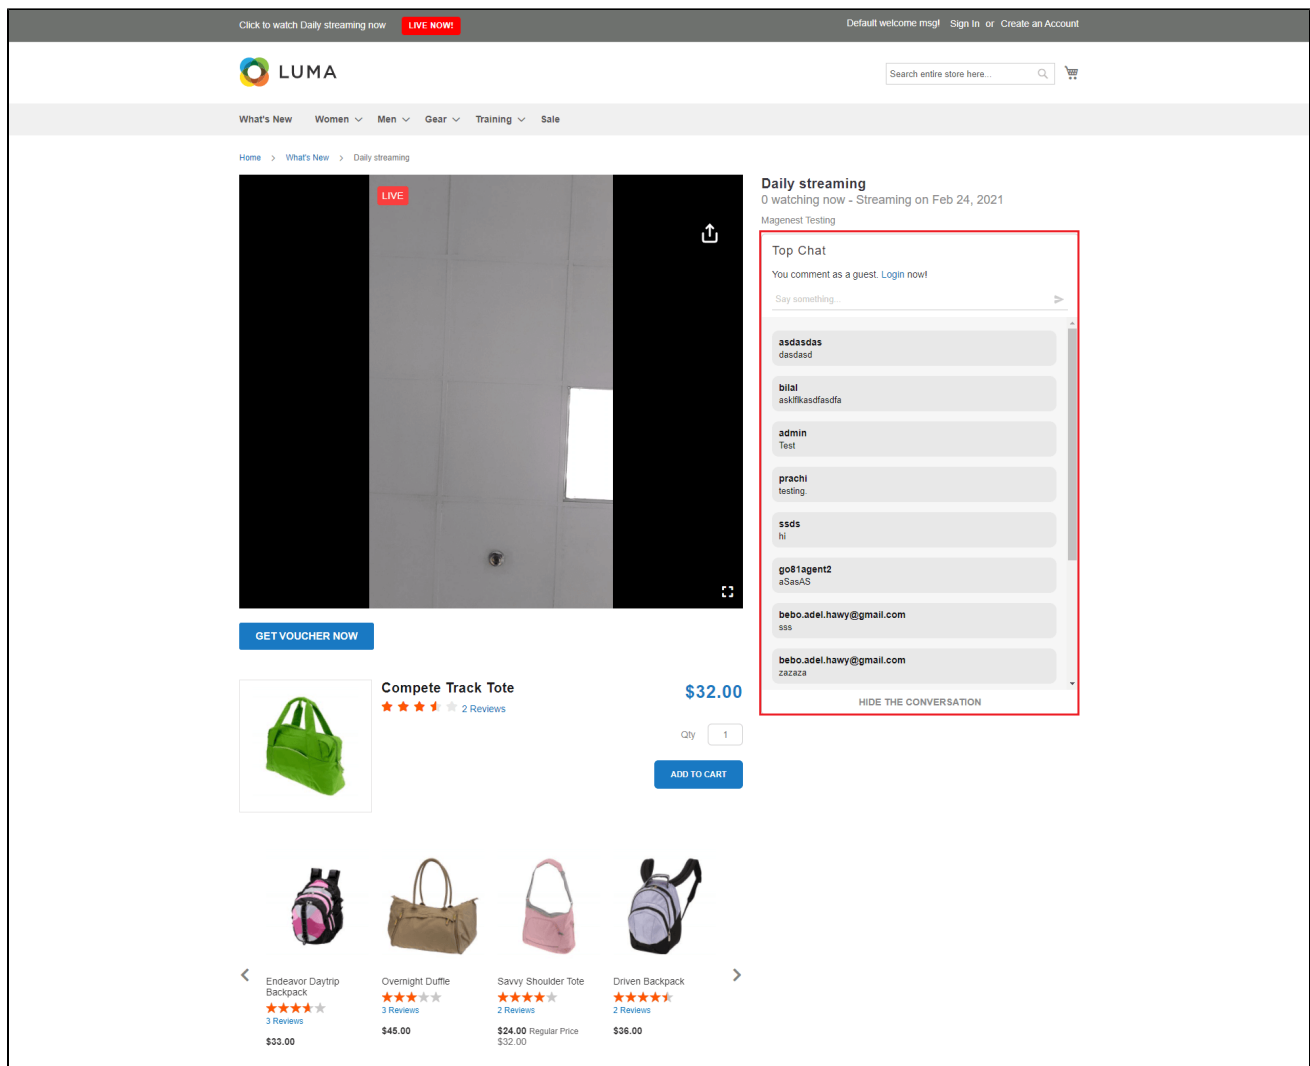 Click to watch Daily streaming now LIVE NOW!
Default welcome msg! Sign In or Create an Account
LUMA
Search entire store here...
What's New Women Men Gear Training Sale
Home > What's New > Daily streaming
LIVE
Daily streaming
0 watching now - Streaming on Feb 24, 2021
Magenest Testing
Top Chat
You comment as a guest. Login now!
Say something...
asdasdas
dasdasd
bilal
asklflkasdfasdfa
admin
Test
prachi
testing.
ssds
hi
go81agent2
aSasAS
bebo.adel.hawy@gmail.com
sss
bebo.adel.hawy@gmail.com
zazaza
HIDE THE CONVERSATION
GET VOUCHER NOW
Compete Track Tote
$32.00
2 Reviews
Qty 1
ADD TO CART
Endeavor Daytrip
Backpack
3 Reviews
$33.00
Overnight Duffle
3 Reviews
$45.00
Savvy Shoulder Tote
2 Reviews
$24.00 Regular Price
$32.00
Driven Backpack
2 Reviews
$36.00